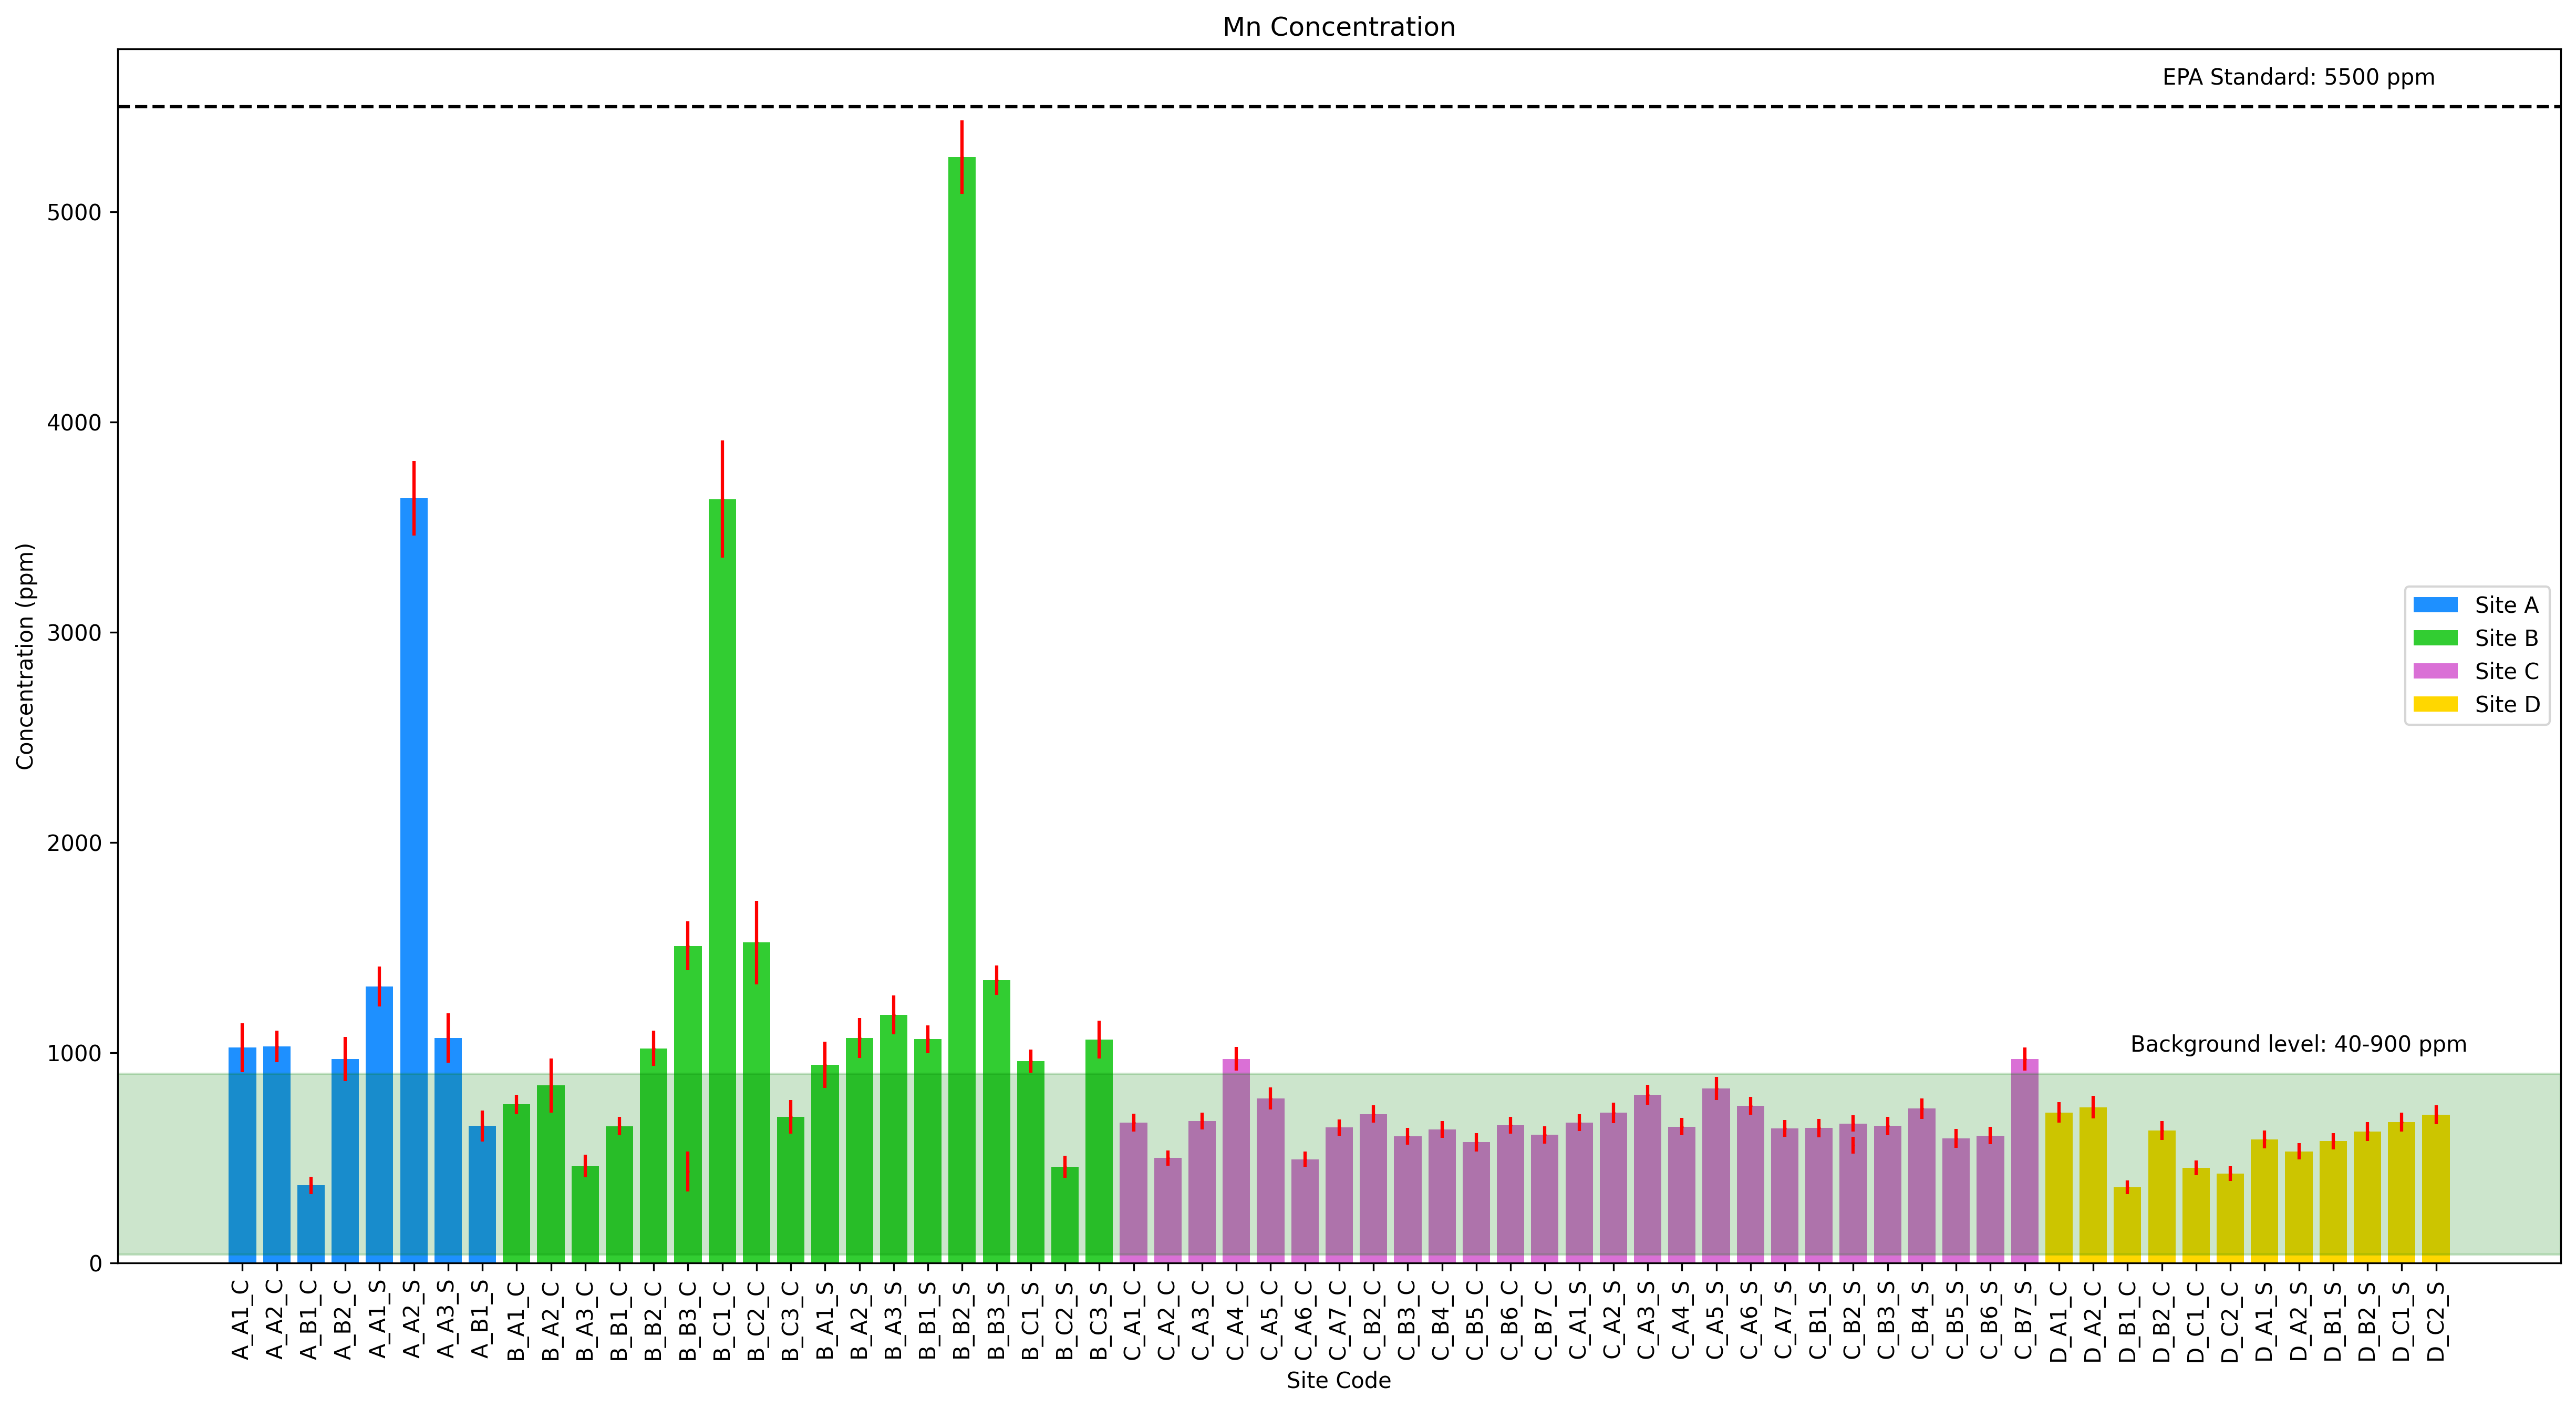 Mn Concentration
EPA Standard: 5500 ppm
5000
4000
3000
2000
1000
0
Concentration (ppm)
Site A
Site B
Site C
Site D
Background level: 40-900 ppm
A_A1_C
A_A2_C
A_B1_C
A_B2_C
A_A1_S
A_A2_S
A_A3_S
A_B1_S
B_A1_C
B_A2_C
B_A3_C
B_B1_C
B_B2_C
B_B3_C
B_C1_C
B_C2_C
B_C3_C
B_A1_S
B_A2_S
B_A3_S
B_B1_S
B_B2_S
B_B3_S
B_C1_S
B_C2_S
B_C3_S
C_A1_C
C_A2_C
C_A3_C
C_A4_C
C_A5_C
C_A6_C
C_A7_C
C_B2_C
C_B3_C
C_B4_C
C_B5_C
C_B6_C
C_B7_C
C_A1_S
C_A2_S
C_A3_S
C_A4_S
C_A5_S
C_A6_S
C_A7_S
C_B1_S
C_B2_S
C_B3_S
C_B4_S
C_B5_S
C_B6_S
C_B7_S
D_A1_C
D_A2_C
D_B1_C
D_B2_C
D_C1_C
D_C2_C
D_A1_S
D_A2_S
D_B1_S
D_B2_S
D_C1_S
D_C2_S
Site Code